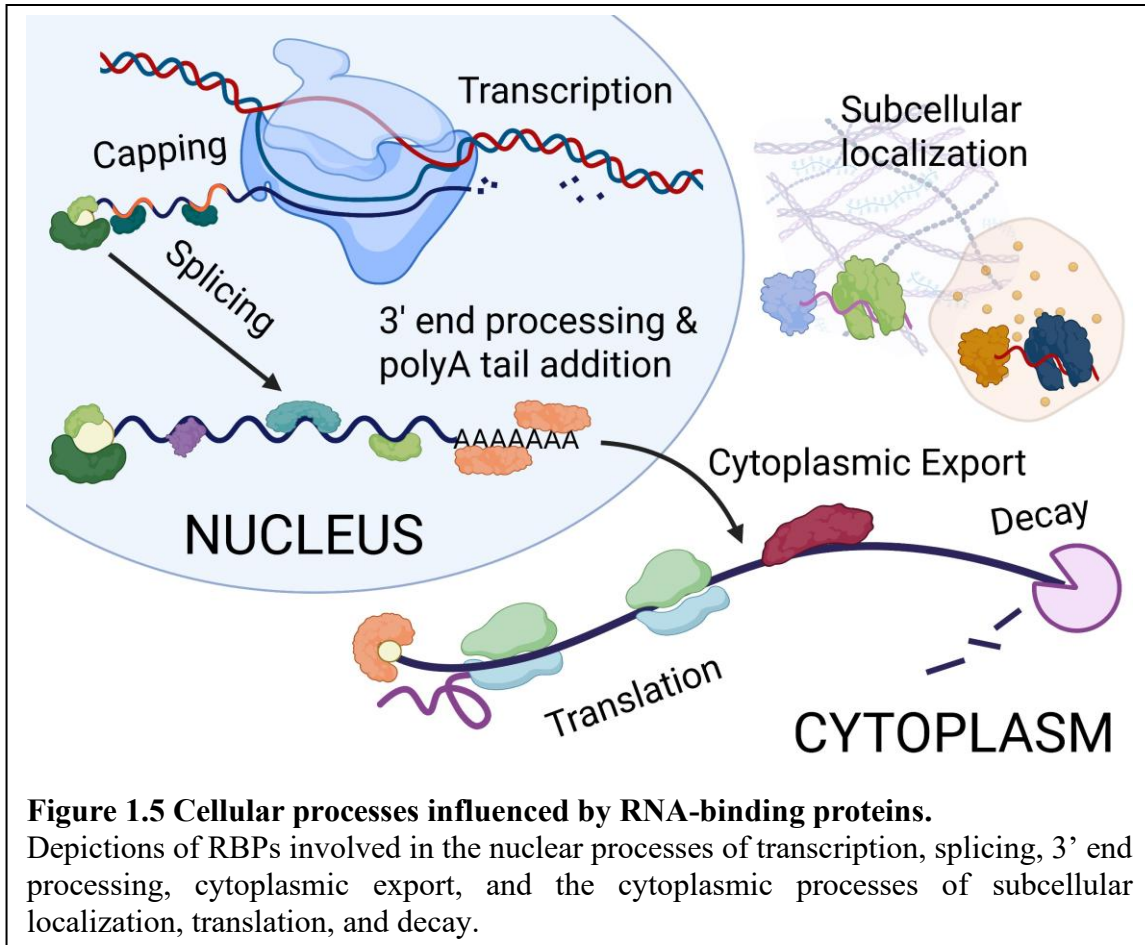 Transcription
Capping
Subcellular
localization
Splicing
3' end processing &
polyA tail addition
AAAAAAA
NUCLEUS
Cytoplasmic Export
Decay
Translation
CYTOPLASM
Figure 1.5 Cellular processes influenced by RNA-binding proteins.
Depictions of RBPs involved in the nuclear processes of transcription, splicing, 3’ end
processing, cytoplasmic export, and the cytoplasmic processes of subcellular
localization, translation, and decay.